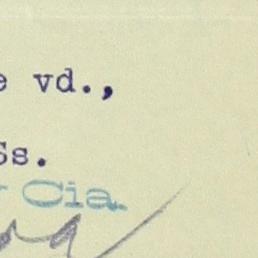 e vd.,
Ss.
Cia.